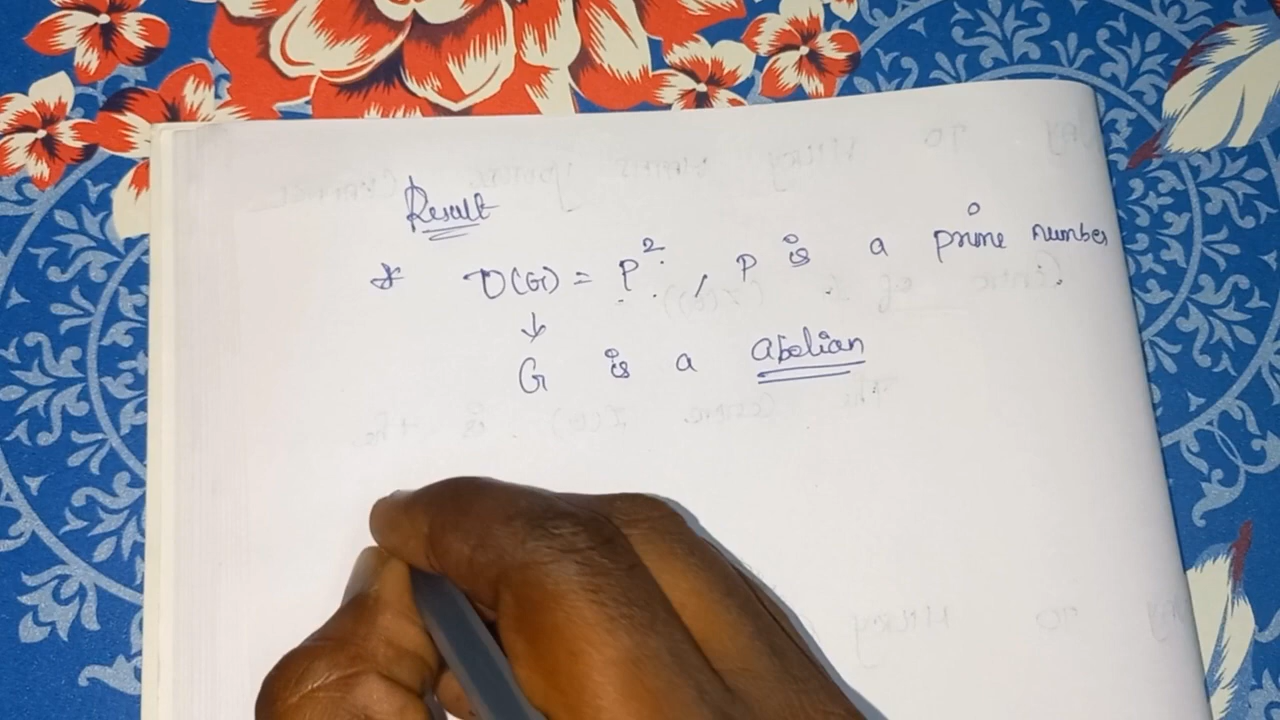 Result
* O(G) = P², P is a prime number
↓
G is a abelian